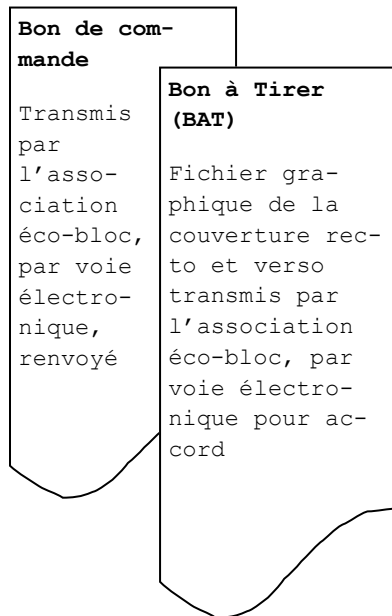 Bon de com-
mande
Transmis
par
l'asso-
ciation
éco-bloc,
par voie
électro-
nique,
renvoyé
Bon à Tirer
(BAT)
Fichier gra-
phique de la
couverture rec-
to et verso
transmis par
l'association
éco-bloc, par
voie électro-
nique pour ac-
cord